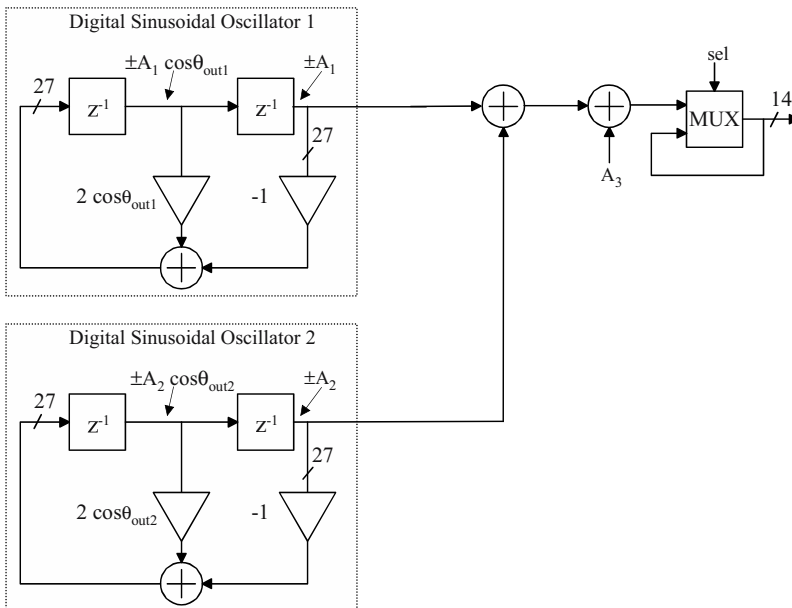 Digital Sinusoidal Oscillator 1
±A₁ cosθout1
±A₁
27
z⁻¹
z⁻¹
27
2 cosθout1
-1
sel
14
MUX
A₃
Digital Sinusoidal Oscillator 2
±A₂ cosθout2
±A₂
27
z⁻¹
z⁻¹
27
2 cosθout2
-1